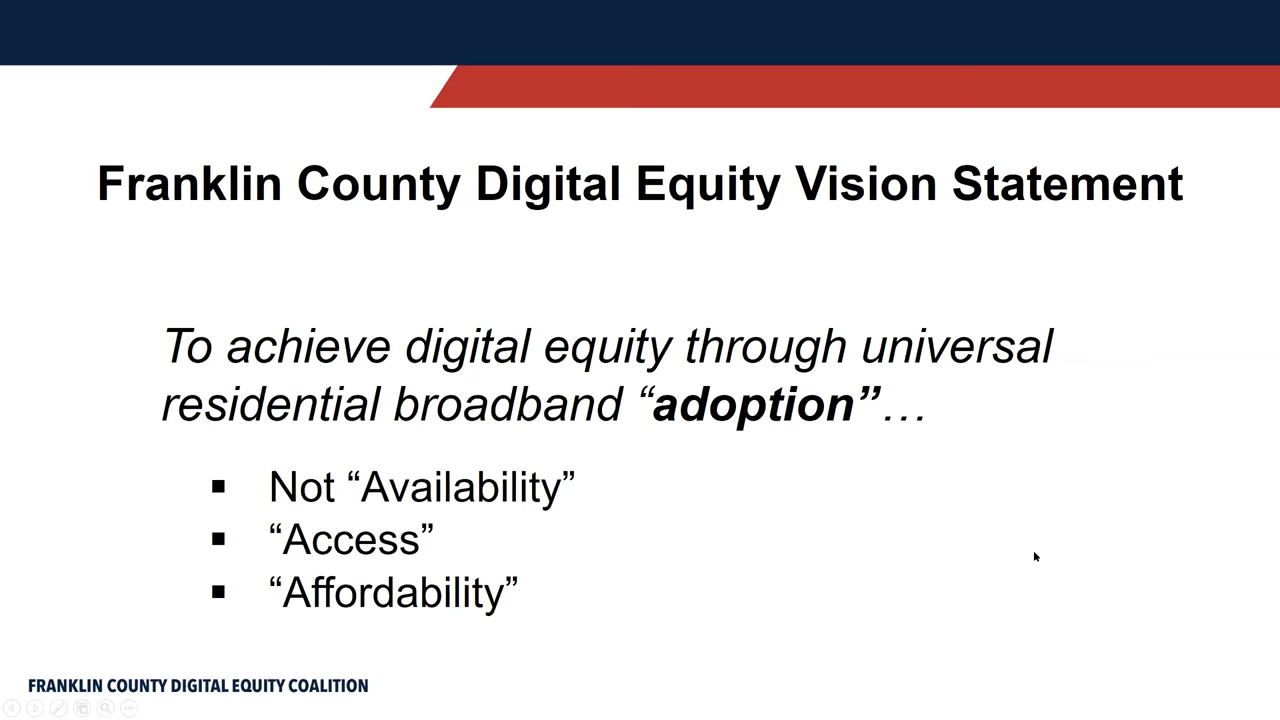 Franklin County Digital Equity Vision Statement
To achieve digital equity through universal
residential broadband “adoption”…
▪ Not “Availability”
▪ “Access”
▪ “Affordability”
FRANKLIN COUNTY DIGITAL EQUITY COALITION